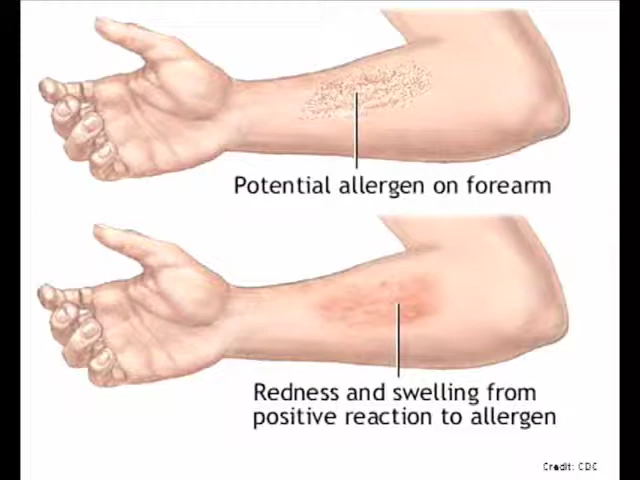 Potential allergen on forearm
Redness and swelling from
positive reaction to allergen
Credit: CDC